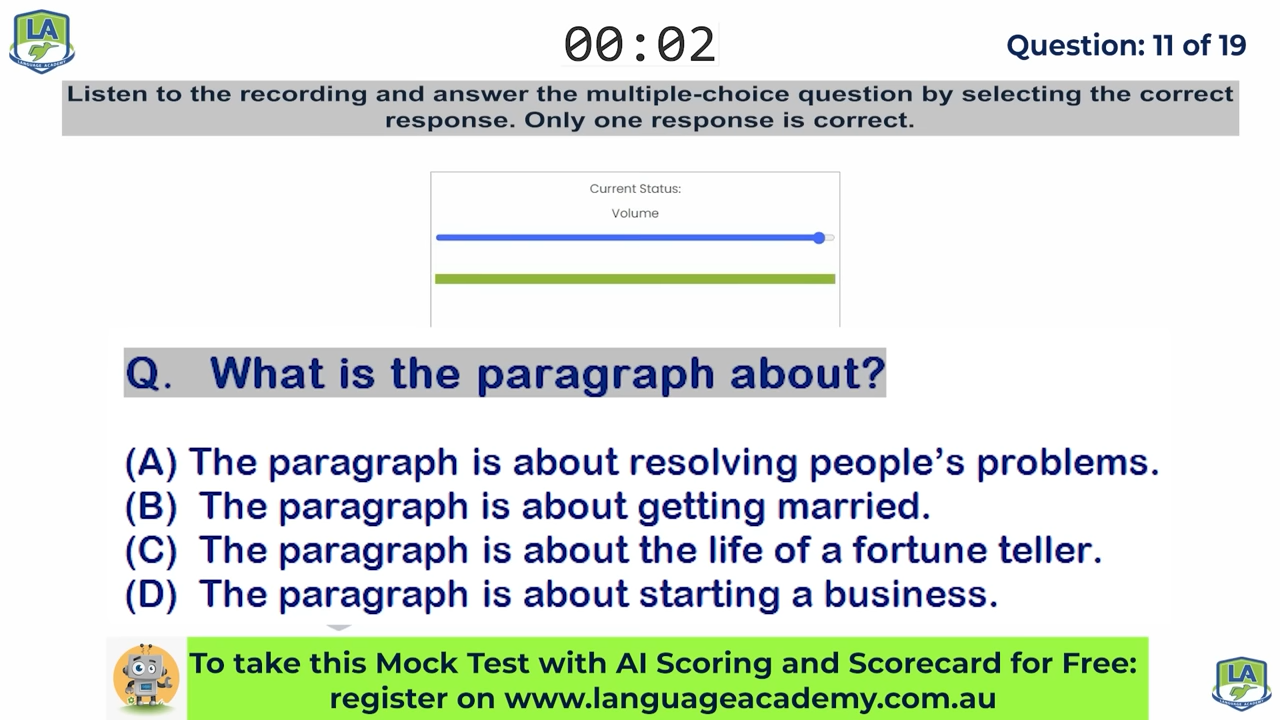 LA
LANGUAGE ACADEMY
00:02
Question: 11 of 19
Listen to the recording and answer the multiple-choice question by selecting the correct
response. Only one response is correct.
Current Status:
Volume
Q. What is the paragraph about?
(A) The paragraph is about resolving people's problems.
(B) The paragraph is about getting married.
(C) The paragraph is about the life of a fortune teller.
(D) The paragraph is about starting a business.
To take this Mock Test with AI Scoring and Scorecard for Free:
register on www.languageacademy.com.au
LA
LANGUAGE ACADEMY